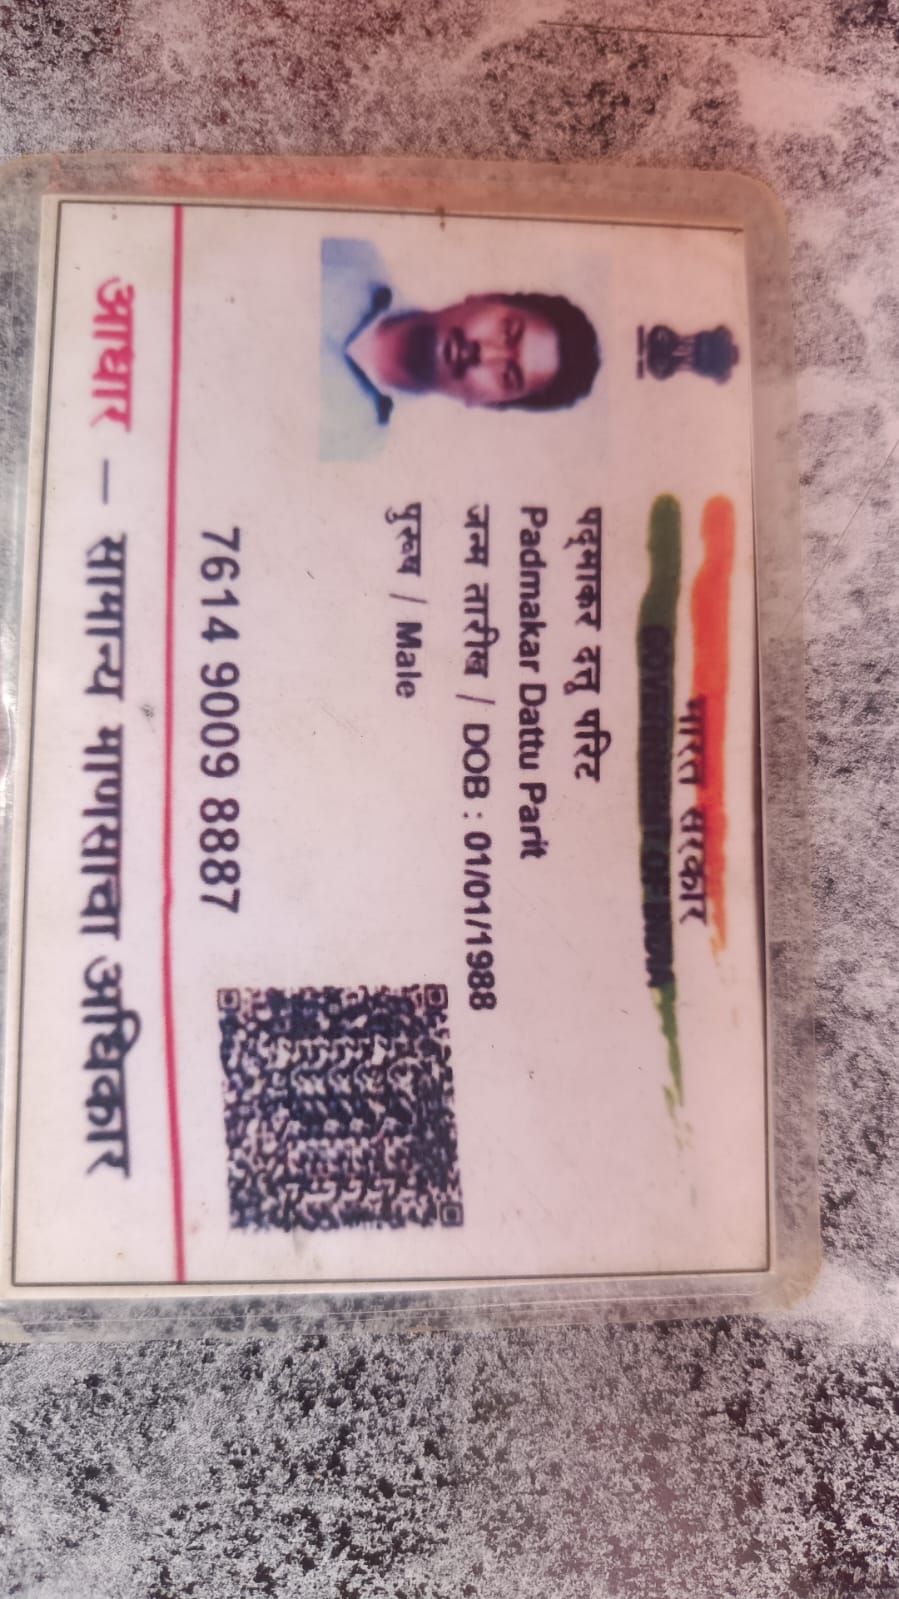 भारत सरकार
GOVERNMENT OF INDIA
पद्माकर दत्तु परिट
Padmakar Dattu Parit
जन्म तारीख / DOB : 01/01/1988
पुरूष / Male
7614 9009 8887
आधार – सामान्य माणसाचा अधिकार